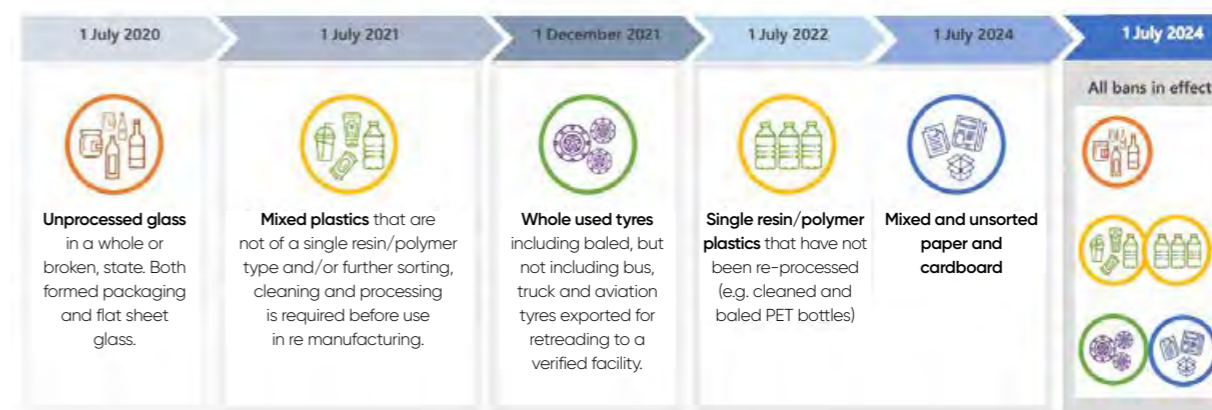 1 July 2020
1 July 2021
1 December 2021
1 July 2022
1 July 2024
1 July 2024
All bans in effect
Unprocessed glass
in a whole or
broken, state. Both
formed packaging
and flat sheet
glass.
Mixed plastics that are
not of a single resin/polymer
type and/or further sorting,
cleaning and processing
is required before use
in re manufacturing.
Whole used tyres
including baled, but
not including bus,
truck and aviation
tyres exported for
retreading to a
verified facility.
Single resin/polymer
plastics that have not
been re-processed
(e.g. cleaned and
baled PET bottles)
Mixed and unsorted
paper and
cardboard